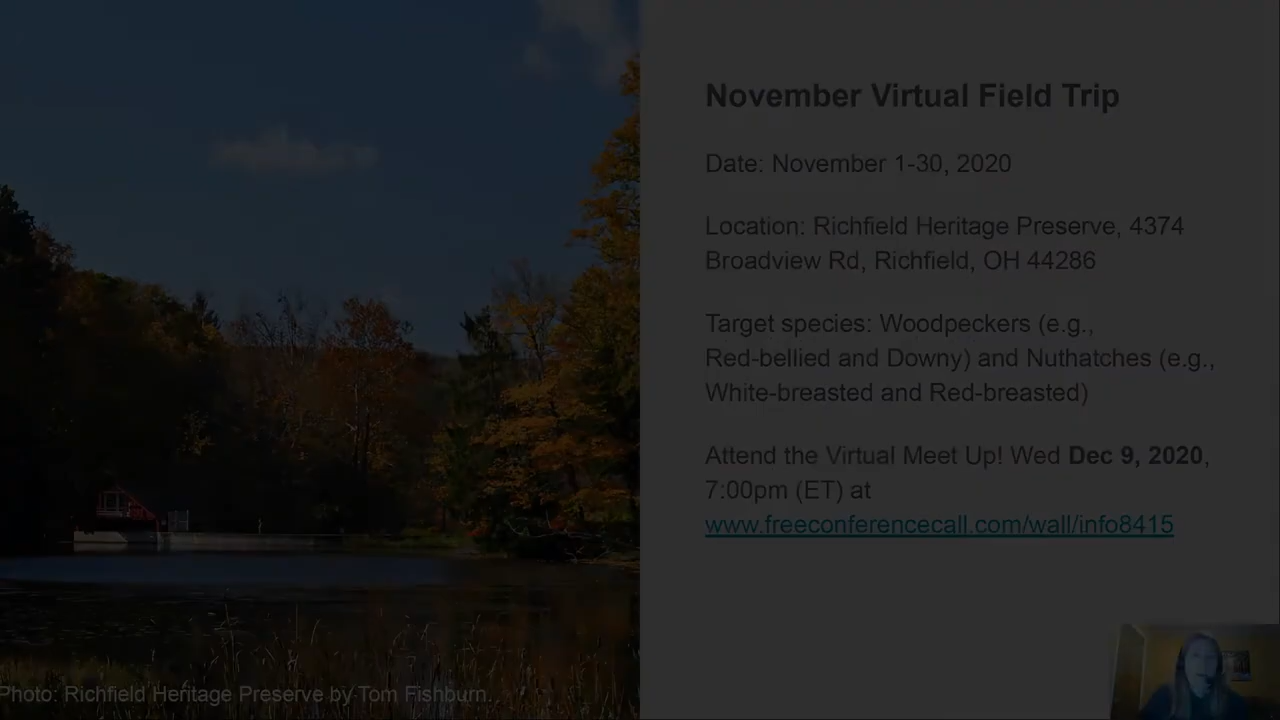 November Virtual Field Trip
Date: November 1-30, 2020
Location: Richfield Heritage Preserve, 4374
Broadview Rd, Richfield, OH 44286
Target species: Woodpeckers (e.g.,
Red-bellied and Downy) and Nuthatches (e.g.,
White-breasted and Red-breasted)
Attend the Virtual Meet Up! Wed Dec 9, 2020,
7:00pm (ET) at
www.freeconferencecall.com/wall/info8415
Photo: Richfield Heritage Preserve by Tom Fishburn.